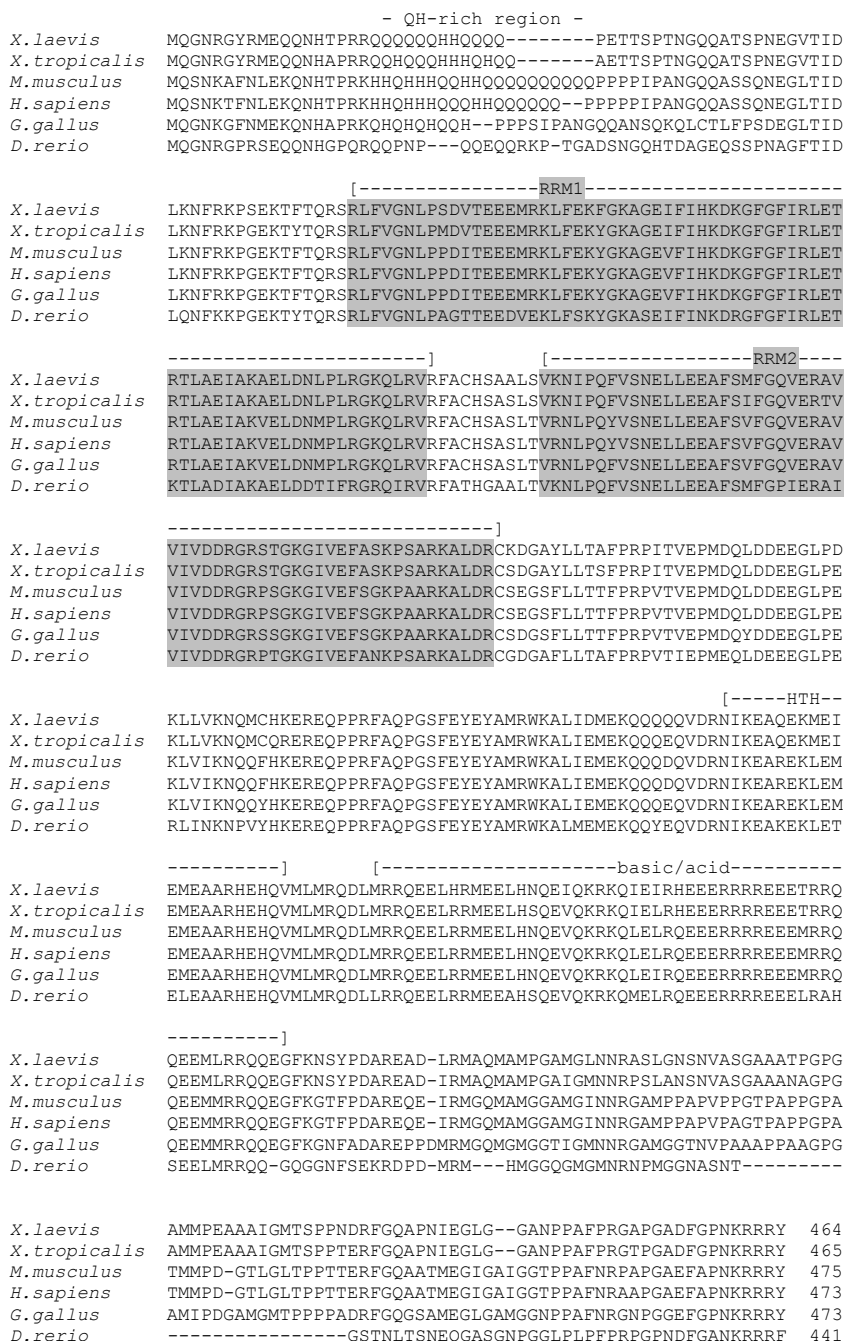 - QH-rich region -
X.laevis MQGNRGYRMEQQNHTPRRQQQQQQHHQQQQ--------PETTSPTNGQQATSPNEGVTID
X.tropicalis MQGNRGYRMEQQNHAPRRQQHQQQHHHQHQQ-------AETTSPTNGQQATSPNEGVTID
M.musculus MQSNKAFNLEKQNHTPRKHHQHHHQQHHQQQQQQQQQQPPPPIPANGQQASSQNEGLTID
H.sapiens MQSNKTFNLEKQNHTPRKHHQHHHQQQHHQQQQQQ--PPPPPIPANGQQASSQNEGLTID
G.gallus MQGNKGFNMEKQNHAPRKQHQHQHQQH--PPPSIPANGQQANSQKQLCTLFPSDEGLTID
D.rerio MQGNRGPRSEQQNHGPQRQQPNP---QQEQQRKP-TGADSNGQHTDAGEQSSPNAGFTID
[----------------RRM1-----------------------
X.laevis LKNFRKPSEKTFTQRSRLFVGNLPSDVTEEEMRKLFEKFGKAGEIFIHKDKGFGFIRLET
X.tropicalis LKNFRKPGEKTYTQRSRLFVGNLPMDVTEEEMRKLFEKYGKAGEIFIHKDKGFGFIRLET
M.musculus LKNFRKPGEKTFTQRSRLFVGNLPPDITEEEMRKLFEKYGKAGEVFIHKDKGFGFIRLET
H.sapiens LKNFRKPGEKTFTQRSRLFVGNLPPDITEEEMRKLFEKYGKAGEVFIHKDKGFGFIRLET
G.gallus LKNFRKPGEKTFTQRSRLFVGNLPPDITEEEMRKLFEKYGKAGEVFIHKDRGFGFIRLET
D.rerio LQNFKKPGEKTYTQRSRLFVGNLPAGTTEEDVEKLFSKYGKASEIFINKDRGFGFIRLET
-----------------------] [------------------RRM2----
X.laevis RTLAEIAKAELDNLPLRGKQLRVRFACHSAALSVKNIPQFVSNELLEEAFSMFGQVERAV
X.tropicalis RTLAEIAKAELDNLPLRGKQLRVRFACHSASLSVKNIPQFVSNELLEEAFSIFGQVERTV
M.musculus RTLAEIAKVELDNMPLRGKQLRVRFACHSASLTVRNLPQYVSNELLEEAFSVFGQVERAV
H.sapiens RTLAEIAKVELDNMPLRGKQLRVRFACHSASLTVRNLPQYVSNELLEEAFSVFGQVERAV
G.gallus RTLAEIAKVELDNMPLRGKQLRVRFACHSASLTVRNLPQFVSNELLEEAFSVFGQVERAV
D.rerio KTLADIAKAELDDTIFRGRQIRVRFATHGAALTVKNLPQFVSNELLEEAFSMFGPIERAI
-----------------------------]
X.laevis VIVDDRGRSTGKGIVEFASKPSARKALDRCKDGAYLLTAFPRPITVEPMDQLDDEEGLPD
X.tropicalis VIVDDRGRSTGKGIVEFASKPSARKALDRCSDGAYLLTSFPRPITVEPMDQLDDEEGLPE
M.musculus VIVDDRGRPSGKGIVEFSGKPAARKALDRCSEGSFLLTTFPRPVTVEPMDQLDDEEGLPE
H.sapiens VIVDDRGRPSGKGIVEFSGKPAARKALDRCSEGSFLLTTFPRPVTVEPMDQLDDEEGLPE
G.gallus VIVDDRGRSSGKGIVEFSGKPAARKALDRCSDGSFLLTTFPRPVTVEPMDQYDDEEGLPE
D.rerio VIVDDRGRPTGKGIVEFANKPSARKALDRCGDGAFLLTAFPRPVTIEPMEQLDEEEGLPE
[-----HTH--
X.laevis KLLVKNQMCHKEREQPPRFAQPGSFEYEYAMRWKALIDMEKQQQQQVDRNIKEAQEKMEI
X.tropicalis KLLVKNQMCQREREQPPRFAQPGSFEYEYAMRWKALIEMEKQQQEQVDRNIKEAQEKMEI
M.musculus KLVIKNQQFHKEREQPPRFAQPGSFEYEYAMRWKALIEMEKQQQDQVDRNIKEAREKLEM
H.sapiens KLVIKNQQFHKEREQPPRFAQPGSFEYEYAMRWKALIEMEKQQQDQVDRNIKEAREKLEM
G.gallus KLVIKNQQYHKEREQPPRFAQPGSFEYEYAMRWKALIEMEKQQQEQVDRNIKEAREKLEM
D.rerio RLINKNPVYHKEREQPPRFAQPGSFEYEYAMRWKALMEMEKQQYEQVDRNIKEAKEKLET
----------] [---------------------basic/acid----------
X.laevis EMEAARHEHQVMLMRQDLMRRQEELHRMEELHNQEIQKRKQIEIRHEEERRRREEETRRQ
X.tropicalis EMEAARHEHQVMLMRQDLMRRQEELRRMEELHSQEVQKRKQIEIRHEEERRRREEETRRQ
M.musculus EMEAARHEHQVMLMRQDLMRRQEELRRMEELHNQEVQKRKQLELRQEEERRRREEEMRRQ
H.sapiens EMEAARHEHQVMLMRQDLMRRQEELRRMEELHNQEVQKRKQLELRQEEERRRREEEMRRQ
G.gallus EMEAARHEHQVMLMRQDLMRRQEELRRMEELHNQEVQKRKQLEIRQEEERRRREEEMRRQ
D.rerio ELEAARHEHQVMLMRQDLLRRQEELRRMEEAHSQEVQKRKQMELRQEEERRRREEELRAH
----------]
X.laevis QEEMLRRQQEGFKNSYPDAREAD-LRMAQMAMPGAMGLNNRASLGNSNVASGAAATPGPG
X.tropicalis QEEMLRRQQEGFKNSYPDAREAD-IRMAQMAMPGAIGMNNRPSLANSNVASGAAANAGPG
M.musculus QEEMMRRQQEGFKGTFPDAREQE-IRMGQMAMGGAMGINNRGAMPPAPVPPGTPAPPGPA
H.sapiens QEEMMRRQQEGFKGTFPDAREQE-IRMGQMAMGGAMGINNRGAMPPAPVPAGTPAPPGPA
G.gallus QEEMMRRQQEGFKGNFADAREPPDMRMGQMGMGGTIGMNNRGAMGGTNVPAAAPPAAGPG
D.rerio SEELMRRQQ-GQGGNFSEKRDPD-MRM---HMGGQGMGMNRNPMGGNASNT---------
X.laevis AMMPEAAAIGMTSPPNDRFGQAPNIEGLG--GANPPAFPRGAPGADFGPNKRRRY 464
X.tropicalis AMMPEAAAIGMTSPPTERFGQAPNIEGLG--GANPPAFPRGTPGADFGPNKRRRY 465
M.musculus TMMPD-GTLGLTPPTTERFGQAATMEGIGAIGGTPPAFNRPAPGAEFAPNKRRRY 475
H.sapiens TMMPD-GTLGLTPPTTERFGQAATMEGIGAIGGTPPAFNRAAPGAEFAPNKRRRY 473
G.gallus AMIPDGAMGMTPPPPADRFGQGSAMEGLGAMGGNPPAFNRGNPGGEFGPNKRRRY 473
D.rerio ----------------GSTNLTSNEQGASGNPGGLPLPFPRPGPNDFGANKRRRF 441